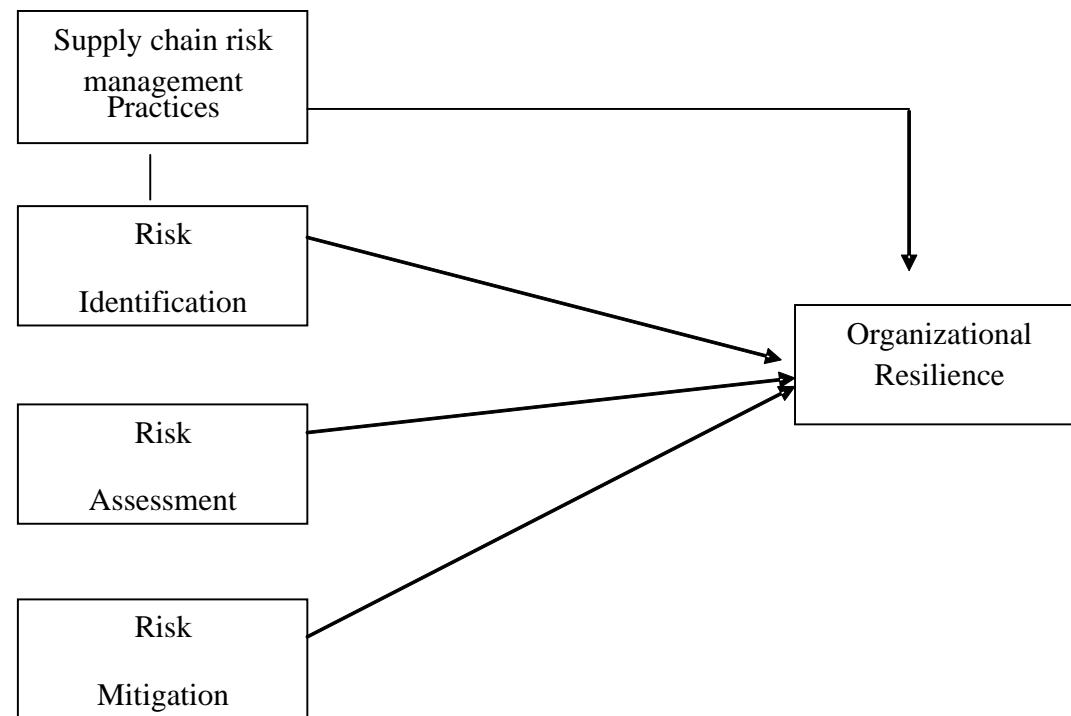 Supply chain risk
management
Practices
Risk
Identification
Organizational
Resilience
Risk
Assessment
Risk
Mitigation